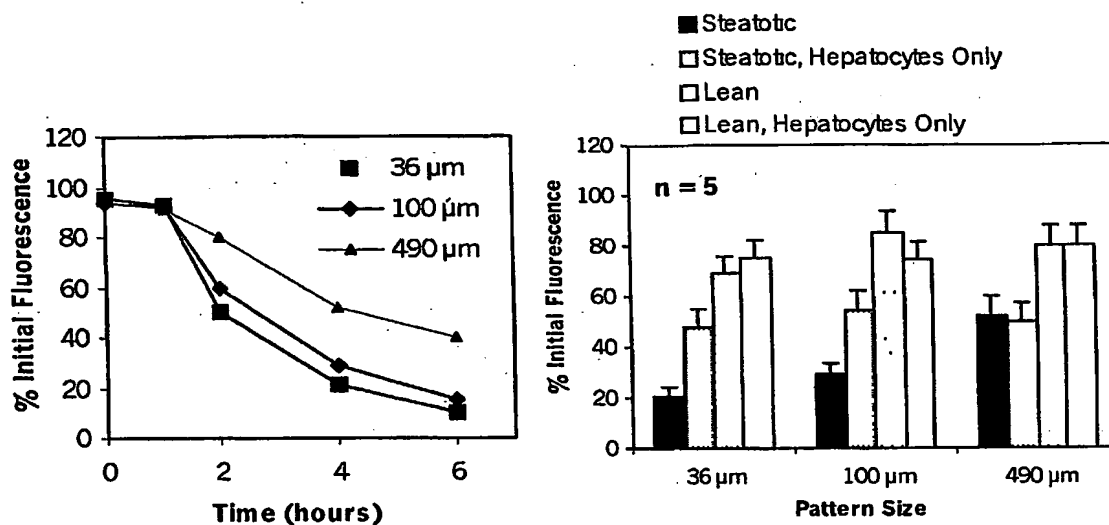 120
100
80
60
40
20
0
0 2 4 6
% Initial Fluorescence
Time (hours)
36 µm
100 µm
490 µm
Steatotic
Steatotic, Hepatocytes Only
Lean
Lean, Hepatocytes Only
120
100
80
60
40
20
0
% Initial Fluorescence
n = 5
36 µm 100 µm 490 µm
Pattern Size